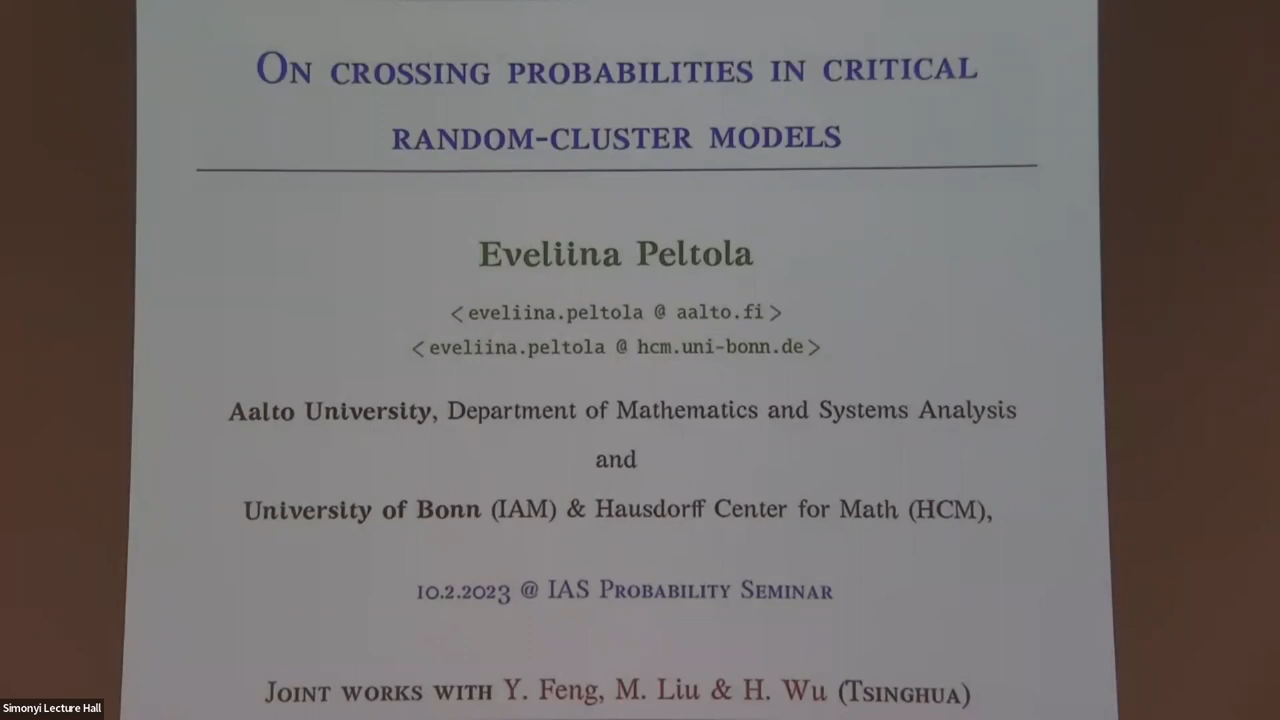 On crossing probabilities in critical
random-cluster models
Eveliina Peltola
<eveliina.peltola @ aalto.fi>
<eveliina.peltola @ hcm.uni-bonn.de>
Aalto University, Department of Mathematics and Systems Analysis
and
University of Bonn (IAM) & Hausdorff Center for Math (HCM),
10.2.2023 @ IAS Probability Seminar
Joint works with Y. Feng, M. Liu & H. Wu (Tsinghua)
Simonyi Lecture Hall